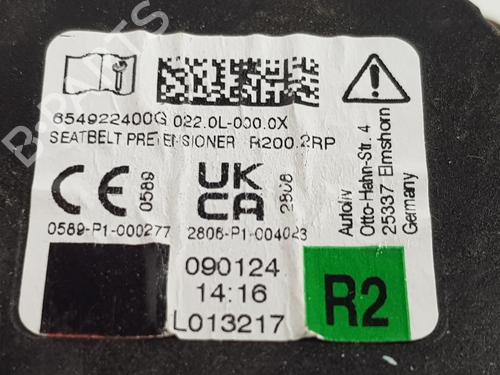 654922400G 022.0L-000.0X
SEATBELT PRETENSIONER R200.2RP
CE 0589
UK
CA 2808
0589-P1-000277
2806-P1-004023
Autoliv
Otto-Hahn-Str. 4
25337 Elmshorn
Germany
090124
14:16
L013217
R2